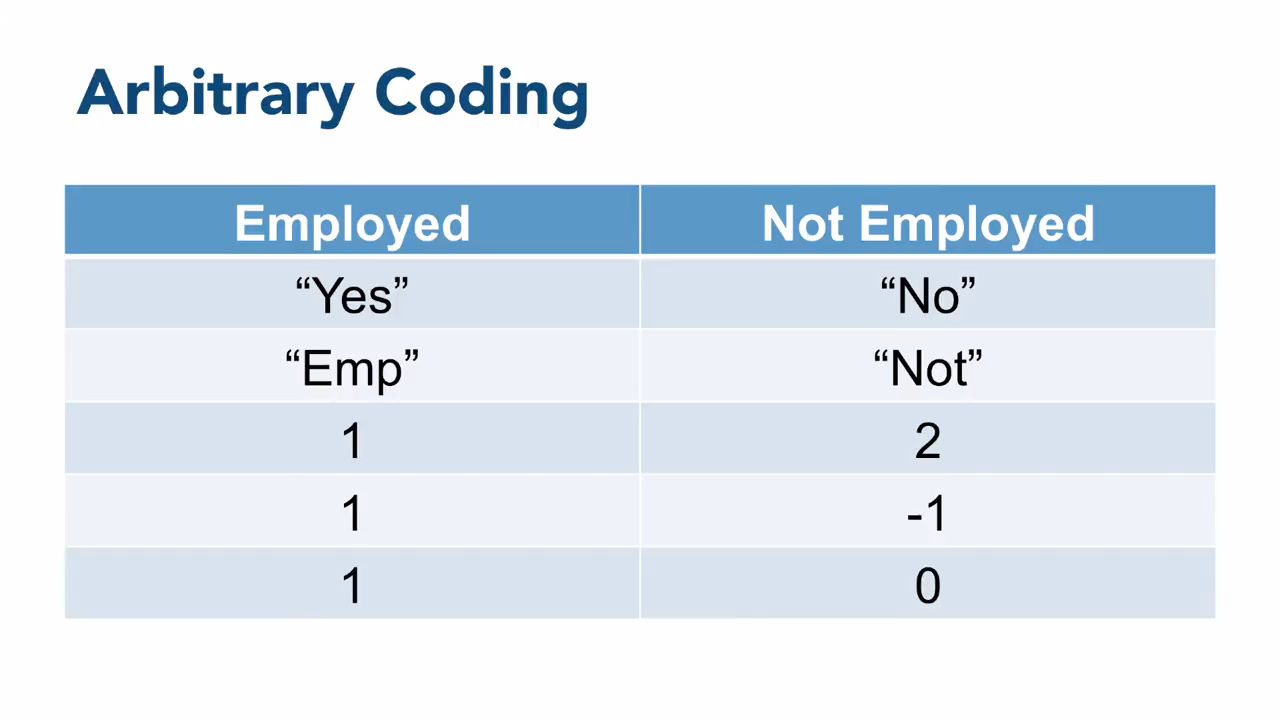 Arbitrary Coding
Employed Not Employed
“Yes” “No”
“Emp” “Not”
1 2
1 -1
1 0